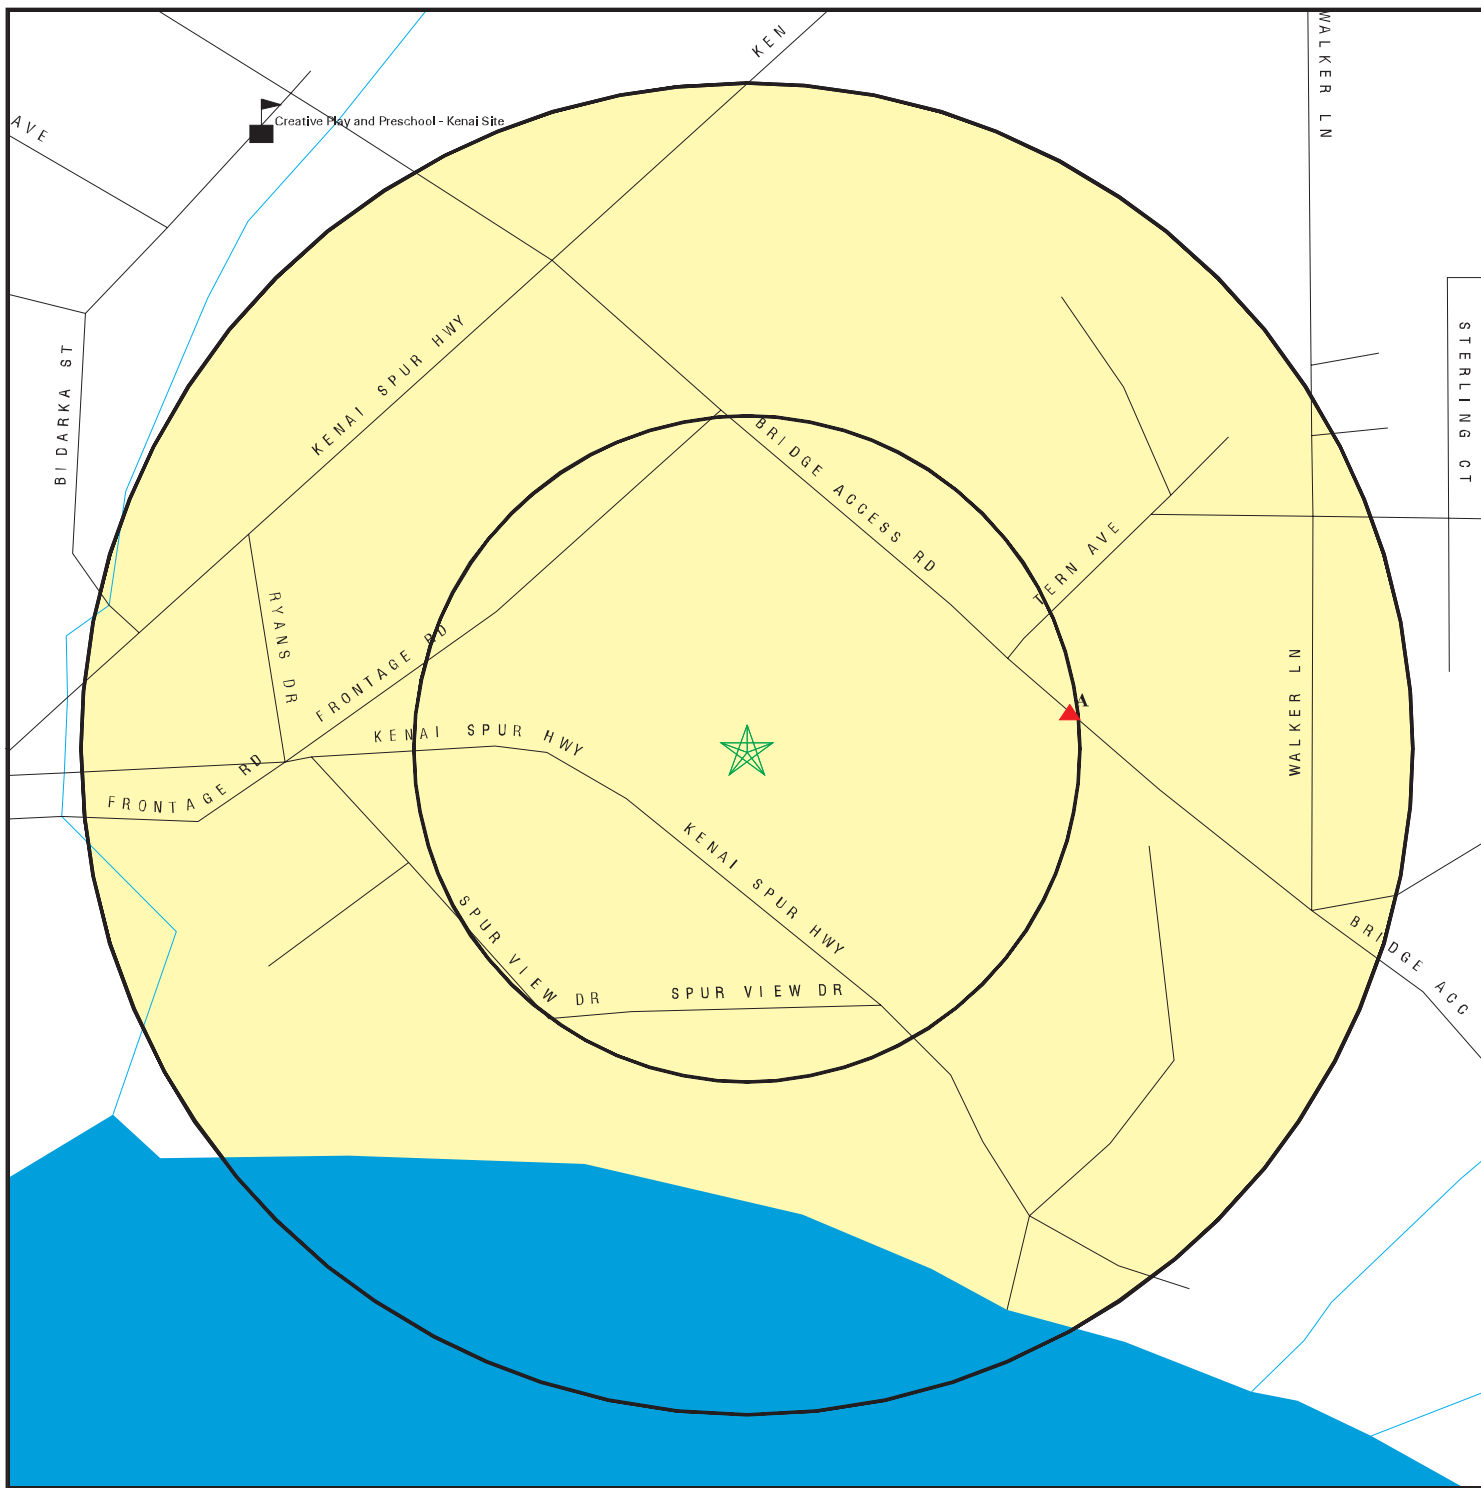 KEN
WALKER LN
AVE
Creative Play and Preschool - Kenai Site
KENAI SPUR HWY
BIDARKA ST
STERLING CT
BRIDGE ACCESS RD
TERN AVE
RYANS DR
FRONTAGE RD
A
WALKER LN
KENAI SPUR HWY
FRONTAGE RD
KENAI SPUR HWY
SPUR VIEW DR
SPUR VIEW DR
BRIDGE ACC